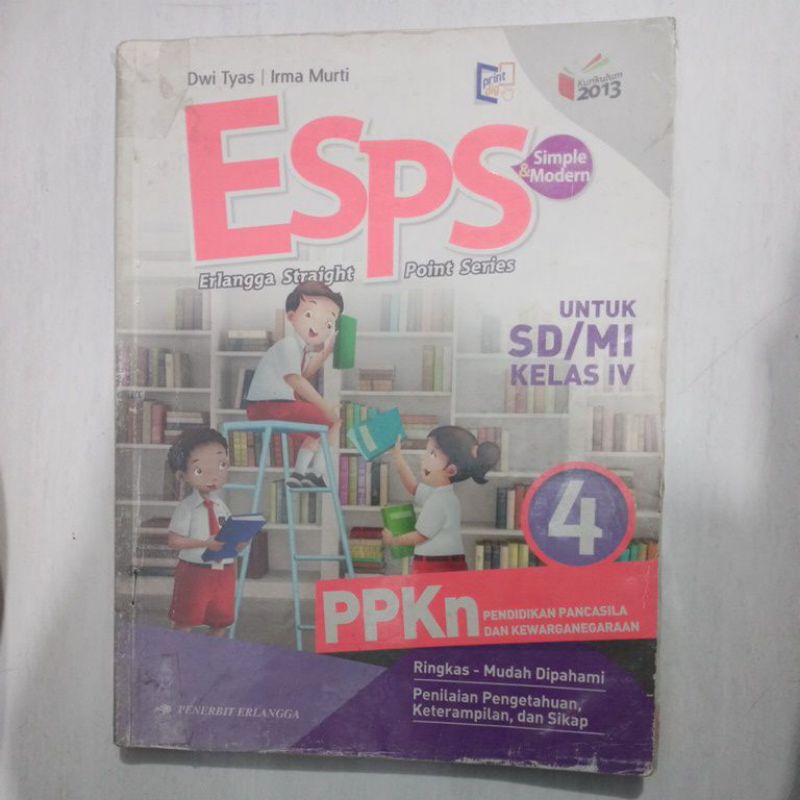 Dwi Tyas | Irma Murti
print
dig
Kurikulum
2013
ESPS
Simple
&Modern
Erlangga Straight Point Series
UNTUK
SD/MI
KELAS IV
4
PPKn
PENDIDIKAN PANCASILA
DAN KEWARGANEGARAAN
Ringkas - Mudah Dipahami
Penilaian Pengetahuan,
Keterampilan, dan Sikap
PENERBIT ERLANGGA